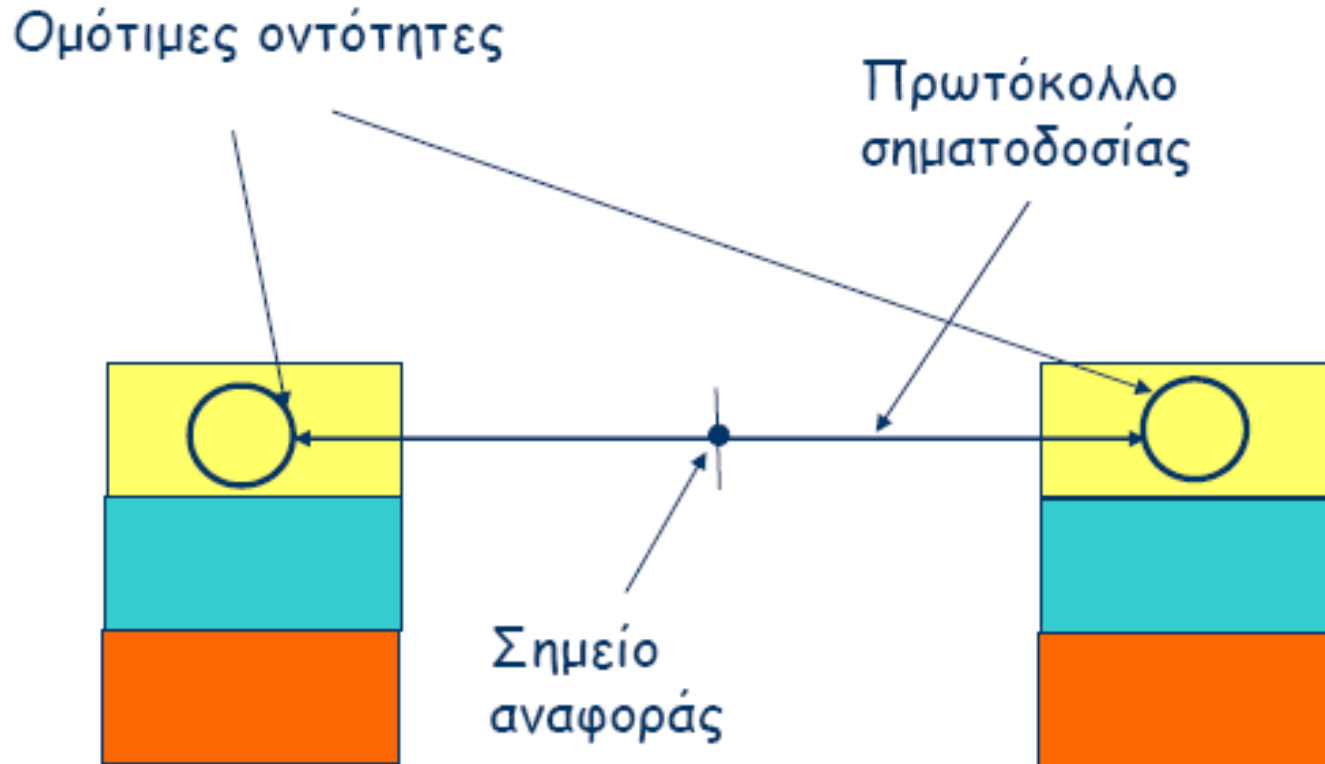 Ομότιμες οντότητες
Πρωτόκολλο
σηματοδοσίας
Σημείο
αναφοράς